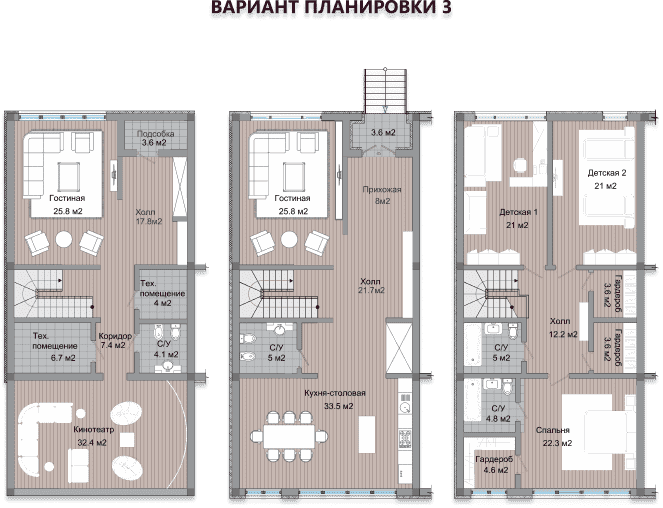 ВАРИАНТ ПЛАНИРОВКИ 3
Подсобка
3.6 м2
Гостиная
25.8 м2
Холл
17.8м2
Тех.
помещение
4 м2
Тех.
помещение
6.7 м2
Коридор
7.4 м2
С/У
4.1 м2
Кинотеатр
32.4 м2
3.6 м2
Гостиная
25.8 м2
Прихожая
8м2
Холл
21.7м2
С/У
5 м2
Кухня-столовая
33.5 м2
Детская 1
21 м2
Детская 2
21 м2
Гардероб
3.6 м2
Холл
12.2 м2
Гардероб
3.6 м2
С/У
5 м2
С/У
4.8 м2
Спальня
22.3 м2
Гардероб
4.6 м2